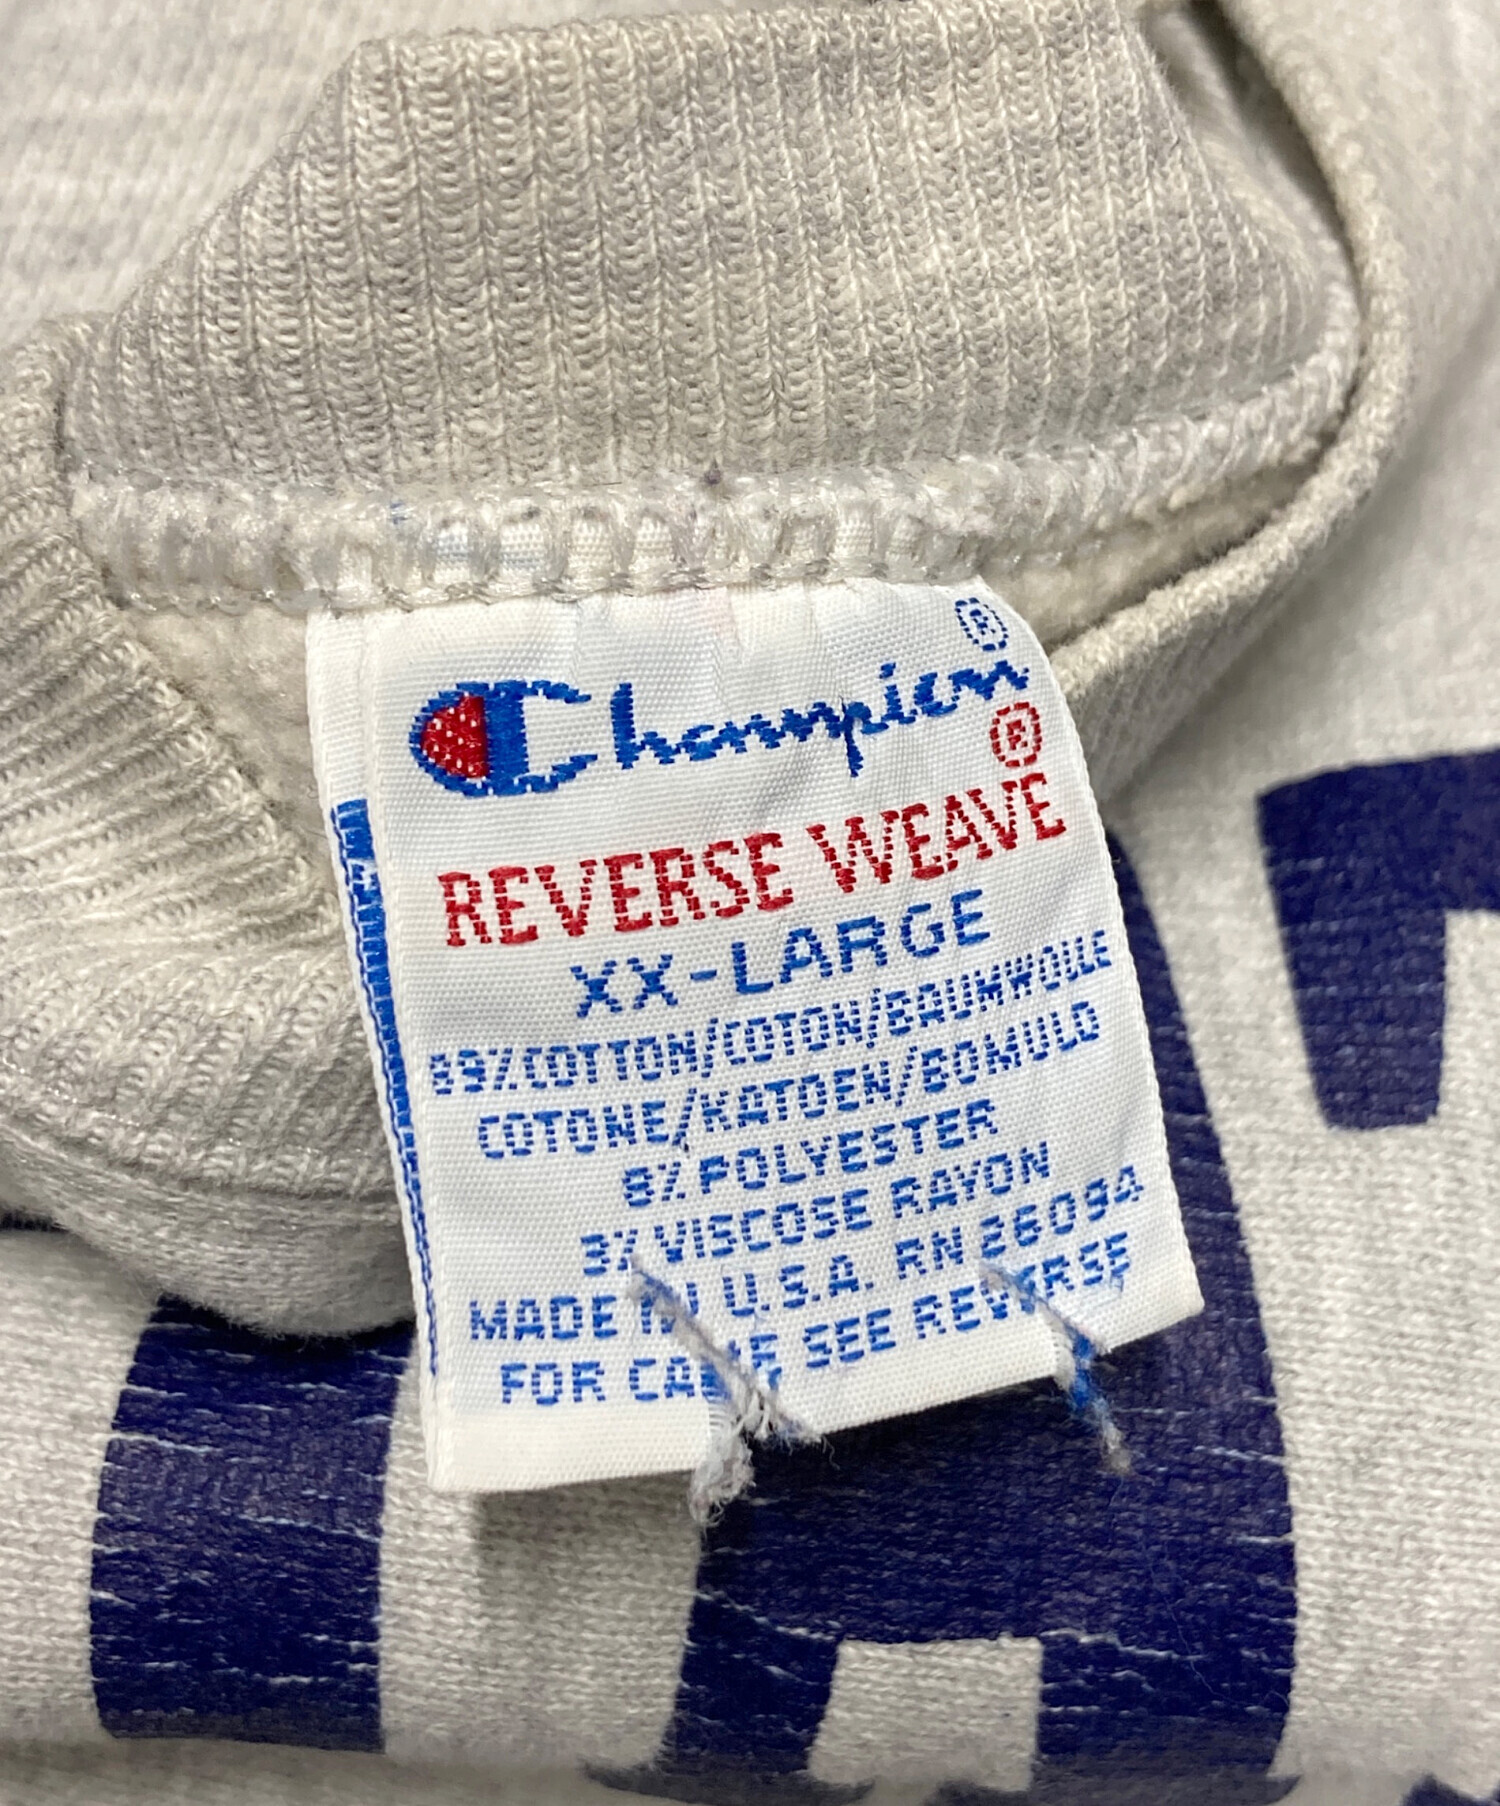 Champion®
REVERSE WEAVE®
XX-LARGE
89%COTTON/COTON/BAUMWOLLE
COTONE/KATOEN/BOMULD
8% POLYESTER
3% VISCOSE RAYON
MADE IN U.S.A. RN 26094
FOR CARE SEE REVERSE